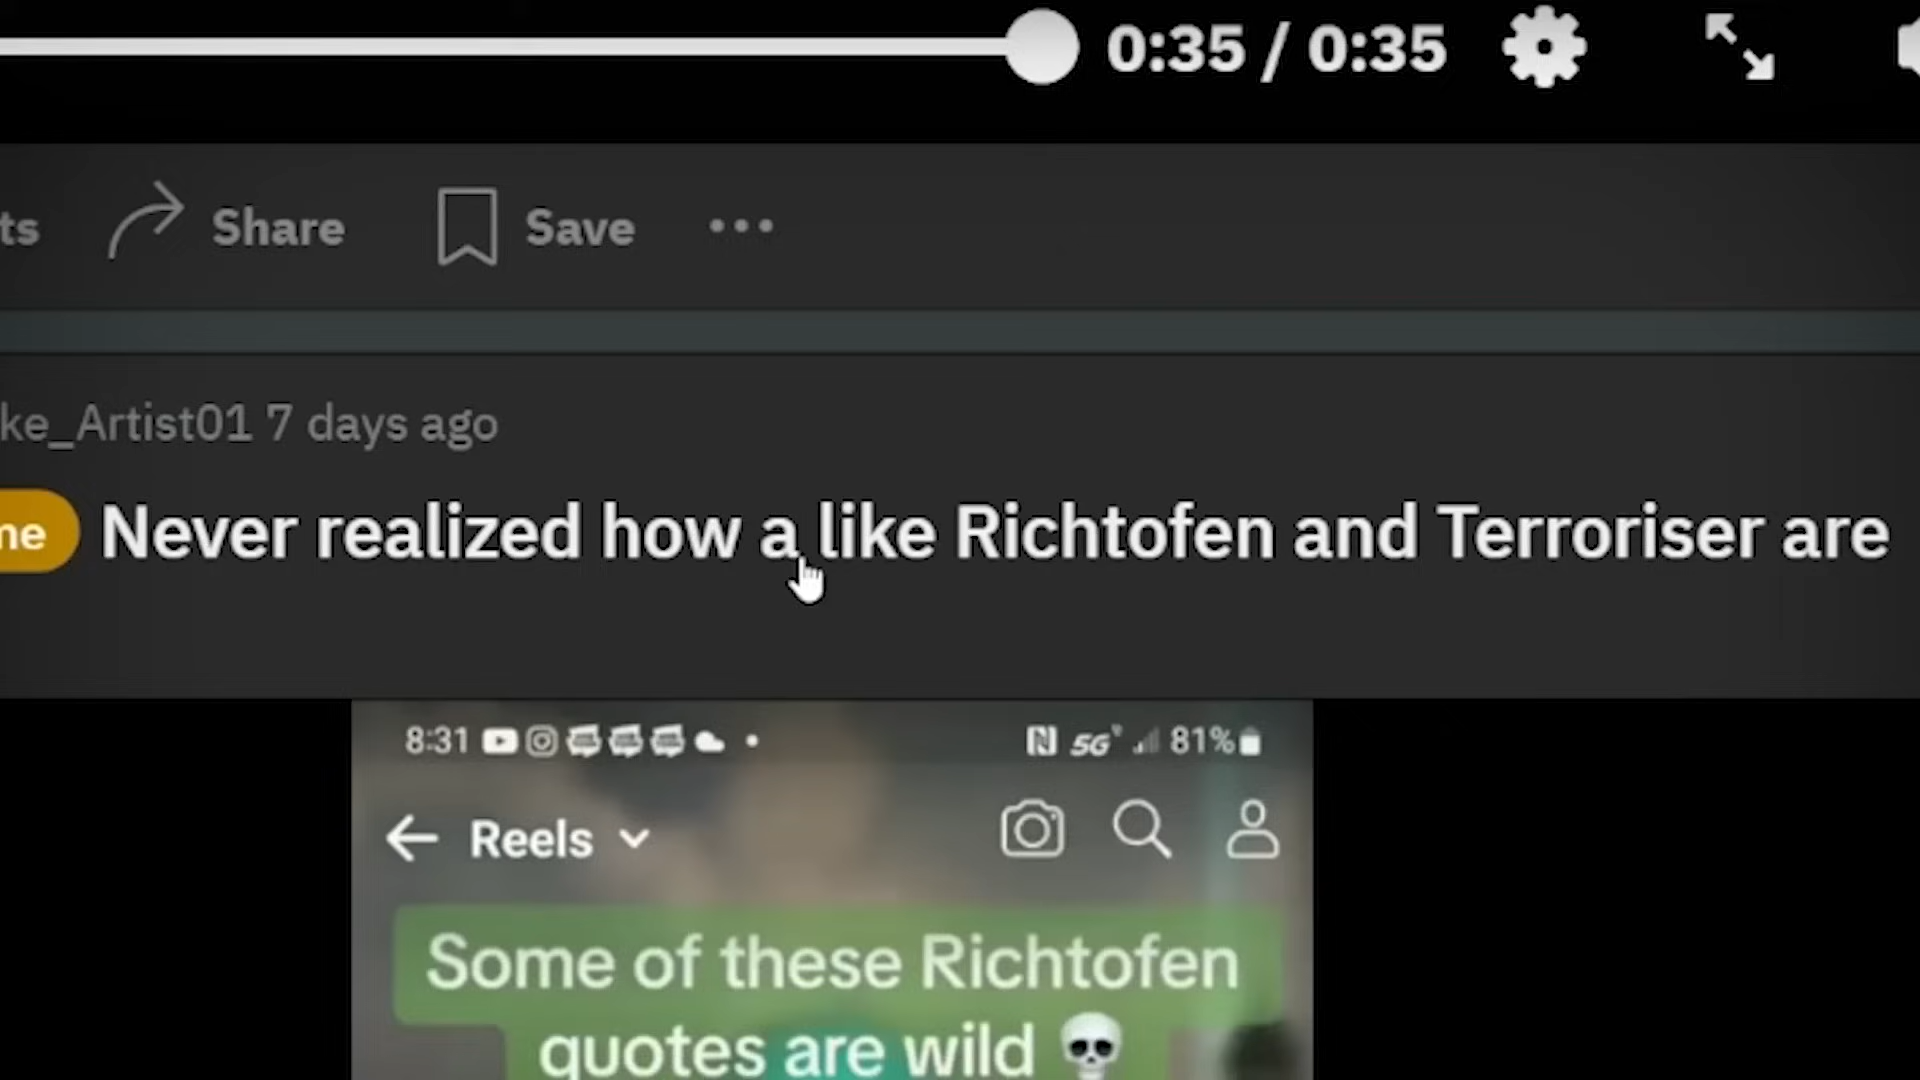 0:35 / 0:35
ts Share Save
ke_Artist01 7 days ago
me Never realized how a like Richtofen and Terroriser are
8:31 5G 81%
Reels
Some of these Richtofen
quotes are wild 💀